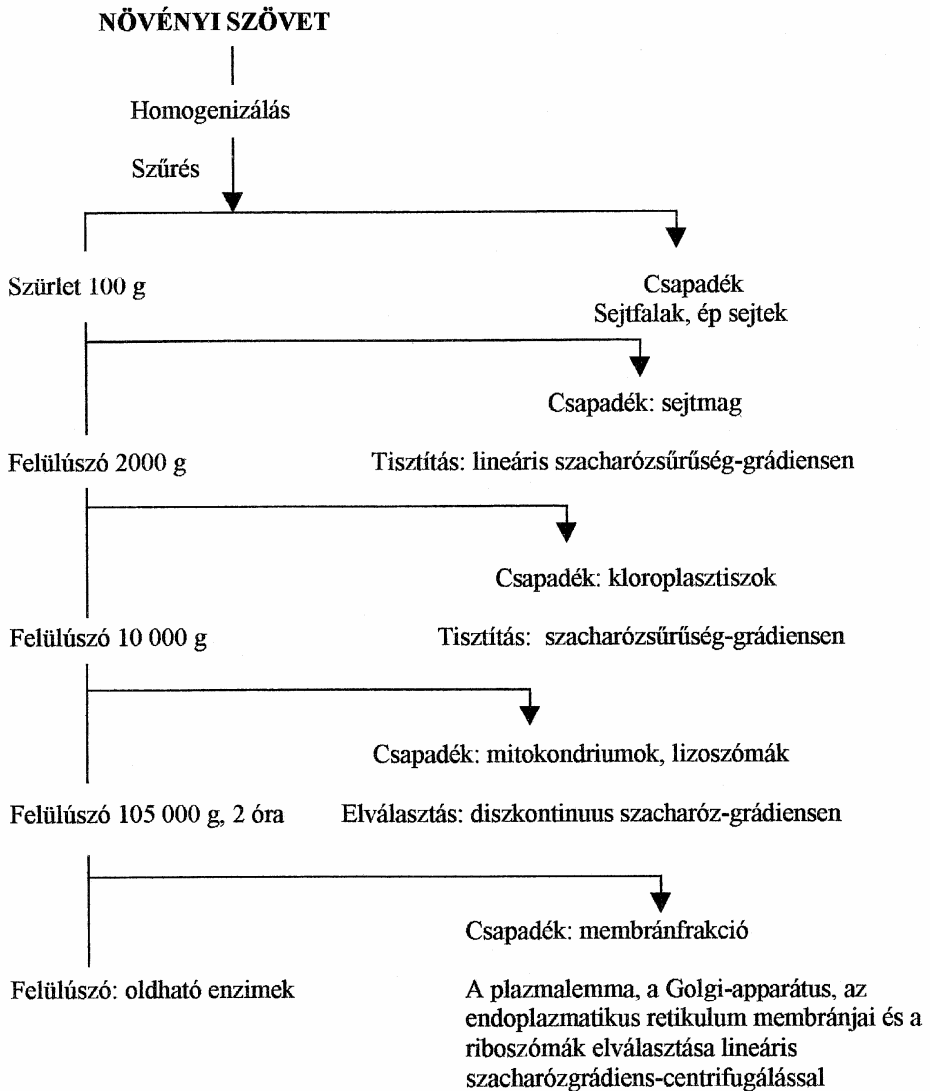 NÖVÉNYI SZÖVET
Homogenizálás
Szűrés
Szürlet 100 g
Csapadék
Sejtfalak, ép sejtek
Csapadék: sejtmag
Felülúszó 2000 g
Tisztítás: lineáris szacharózsűrűség-grádiensen
Csapadék: kloroplasztiszok
Felülúszó 10 000 g
Tisztítás: szacharózsűrűség-grádiensen
Csapadék: mitokondriumok, lizoszómák
Felülúszó 105 000 g, 2 óra
Elválasztás: diszkontinuus szacharóz-grádiensen
Csapadék: membránfrakció
Felülúszó: oldható enzimek
A plazmalemma, a Golgi-apparátus, az
endoplazmatikus retikulum membránjai és a
riboszómák elválasztása lineáris
szacharózgrádiens-centrifugálással